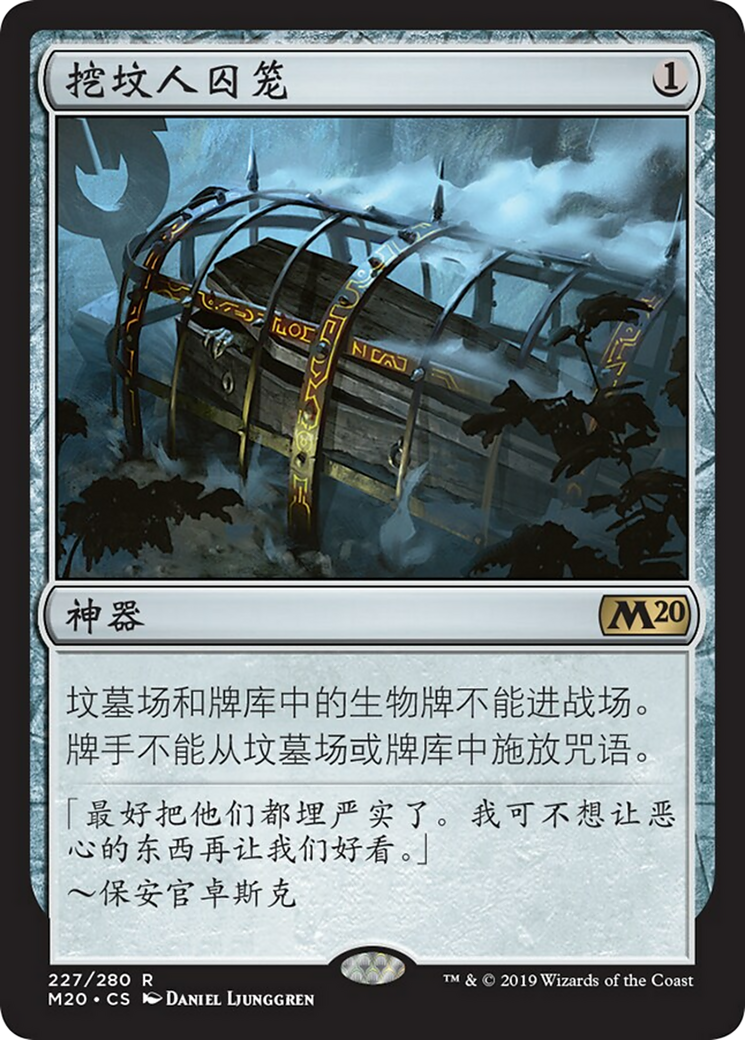 挖坟人囚笼
1
神器
M20
坟墓场和牌库中的生物牌不能进战场。
牌手不能从坟墓场或牌库中施放咒语。
「最好把他们都埋严实了。我可不想让恶
心的东西再让我们好看。」
～保安官卓斯克
227/280 R
M20 • CS Daniel Ljunggren
™ & © 2019 Wizards of the Coast